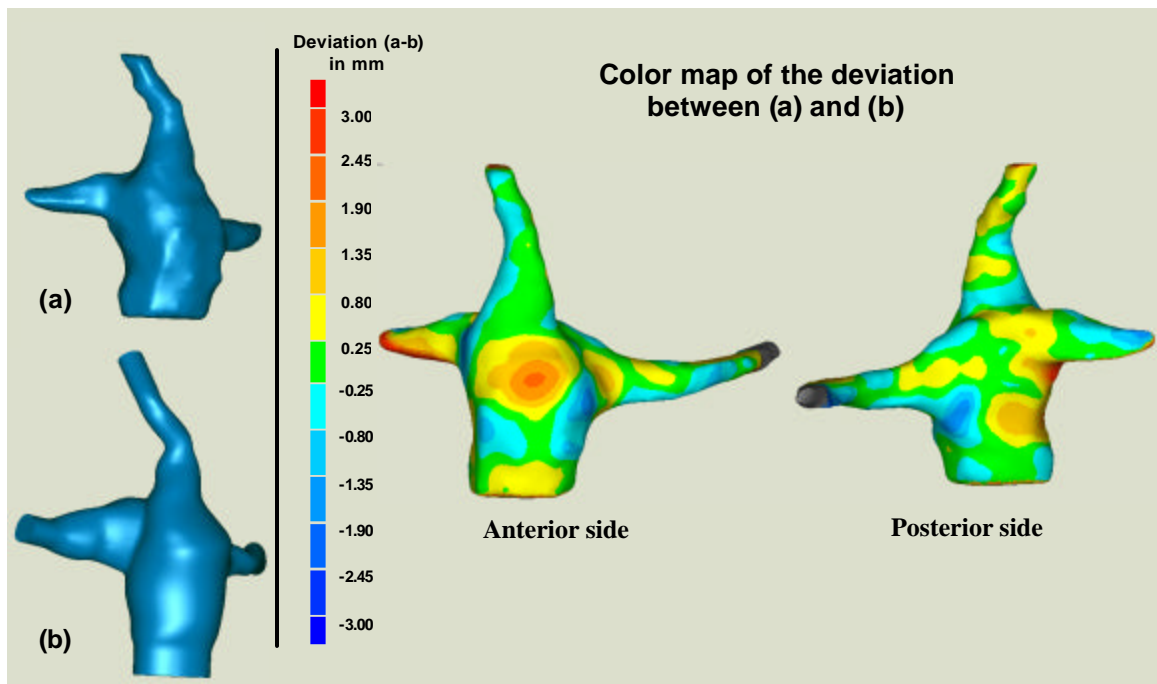 (a)
(b)
Deviation (a-b)
in mm
3.00
2.45
1.90
1.35
0.80
0.25
-0.25
-0.80
-1.35
-1.90
-2.45
-3.00
Color map of the deviation
between (a) and (b)
Anterior side
Posterior side